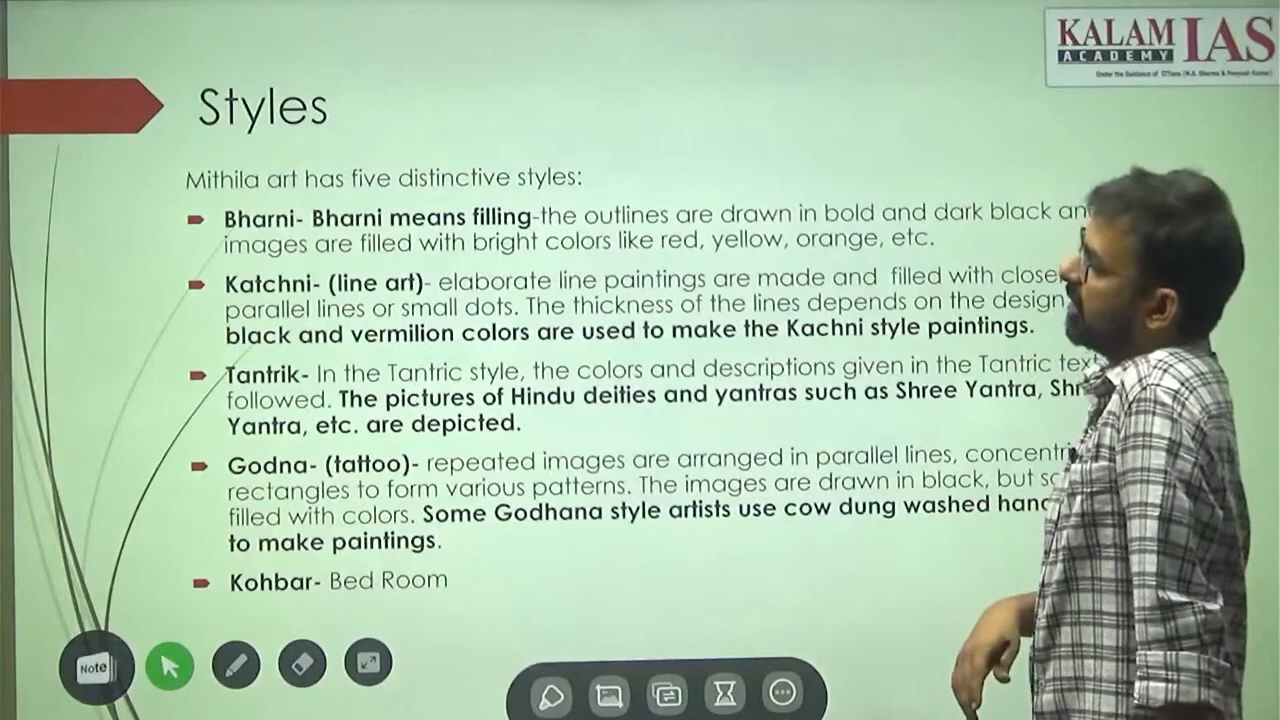 KALAM IAS
ACADEMY
Styles
Mithila art has five distinctive styles:
Bharni- Bharni means filling-the outlines are drawn in bold and dark black
images are filled with bright colors like red, yellow, orange, etc.
Katchni- (line art)- elaborate line paintings are made and filled with
parallel lines or small dots. The thickness of the lines depends on the design
black and vermilion colors are used to make the Kachni style paintings.
Tantrik- In the Tantric style, the colors and descriptions given in the Tantric
followed. The pictures of Hindu deities and yantras such as Shree Yantra,
Yantra, etc. are depicted.
Godna- (tattoo)- repeated images are arranged in parallel lines,
rectangles to form various patterns. The images are drawn in black, but
filled with colors. Some Godhana style artists use cow dung washed
to make paintings.
Kohbar- Bed Room
Note